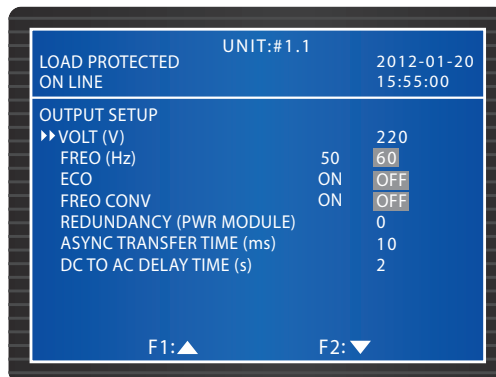 UNIT:#1.1
LOAD PROTECTED 2012-01-20
ON LINE 15:55:00
OUTPUT SETUP
VOLT (V) 220
FREO (Hz) 50 60
ECO ON OFF
FREO CONV ON OFF
REDUNDANCY (PWR MODULE) 0
ASYNC TRANSFER TIME (ms) 10
DC TO AC DELAY TIME (s) 2
F1: F2: